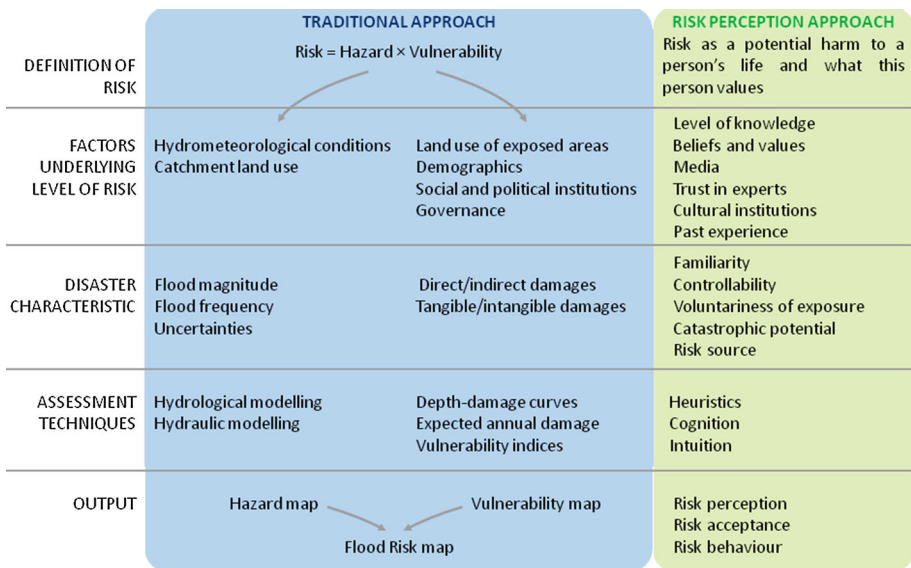 TRADITIONAL APPROACH
RISK PERCEPTION APPROACH
DEFINITION OF
RISK
Risk = Hazard × Vulnerability
Risk as a potential harm to a
person's life and what this
person values
FACTORS
UNDERLYING
LEVEL OF RISK
Hydrometeorological conditions
Catchment land use
Land use of exposed areas
Demographics
Social and political institutions
Governance
Level of knowledge
Beliefs and values
Media
Trust in experts
Cultural institutions
Past experience
DISASTER
CHARACTERISTIC
Flood magnitude
Flood frequency
Uncertainties
Direct/indirect damages
Tangible/intangible damages
Familiarity
Controllability
Voluntariness of exposure
Catastrophic potential
Risk source
ASSESSMENT
TECHNIQUES
Hydrological modelling
Hydraulic modelling
Depth-damage curves
Expected annual damage
Vulnerability indices
Heuristics
Cognition
Intuition
OUTPUT
Hazard map
Vulnerability map
Flood Risk map
Risk perception
Risk acceptance
Risk behaviour